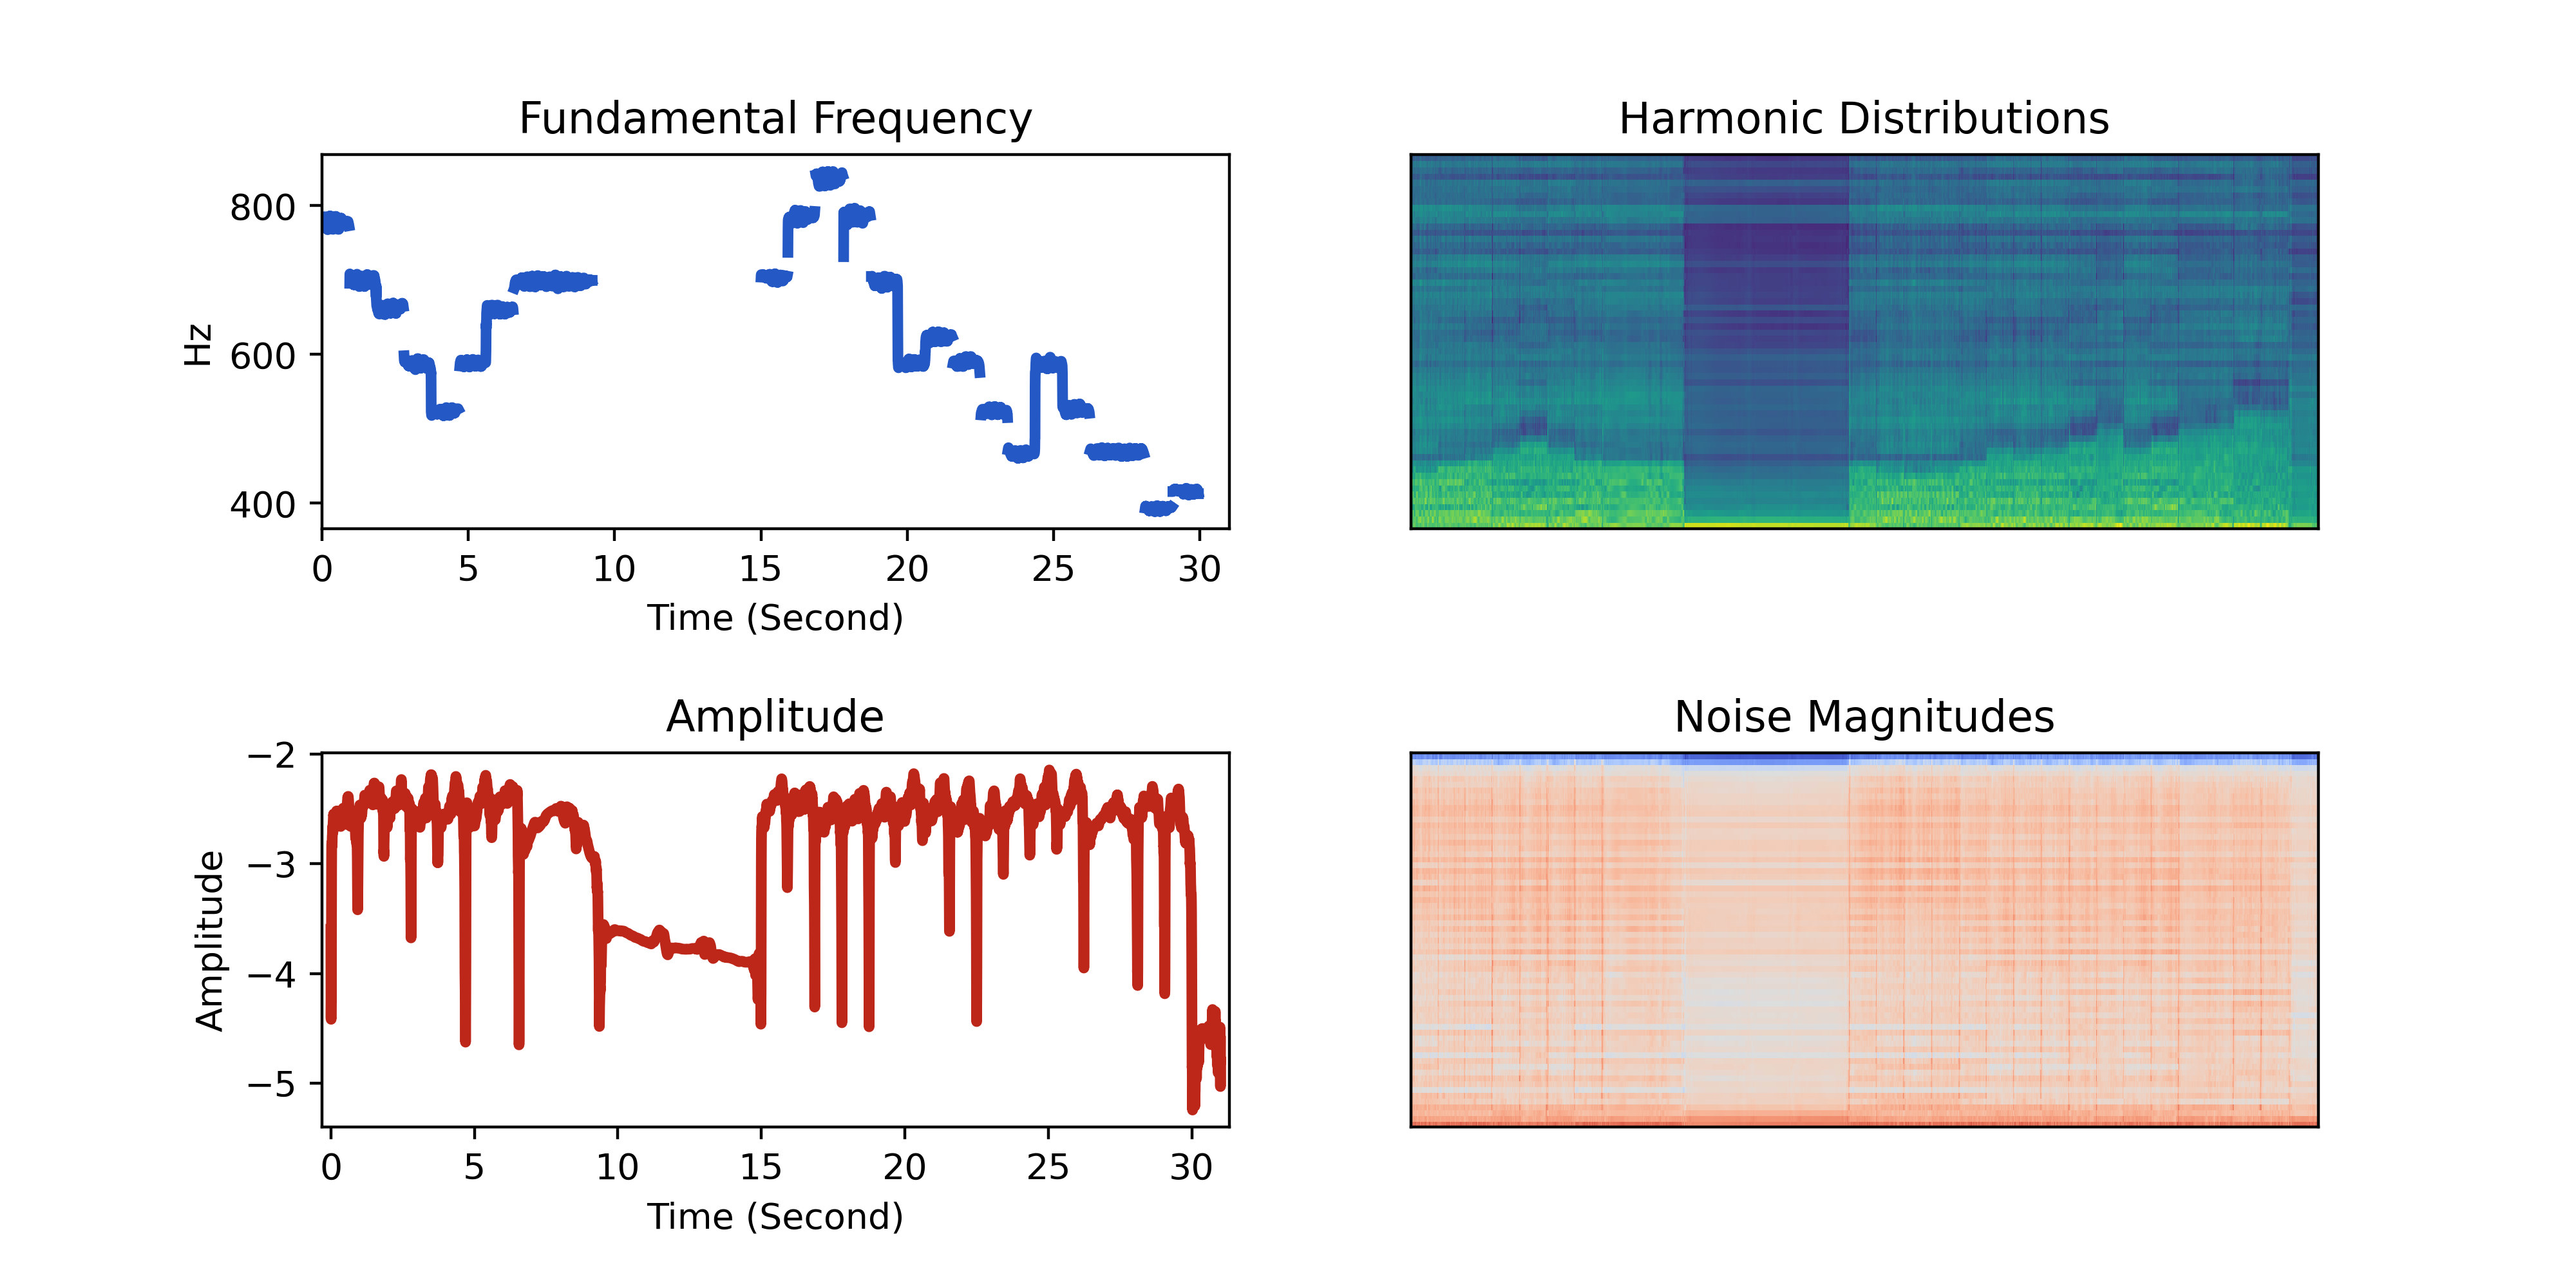 Fundamental Frequency
Harmonic Distributions
800
600
400
Hz
0 5 10 15 20 25 30
Time (Second)
Amplitude
Noise Magnitudes
−2
−3
−4
−5
Amplitude
0 5 10 15 20 25 30
Time (Second)